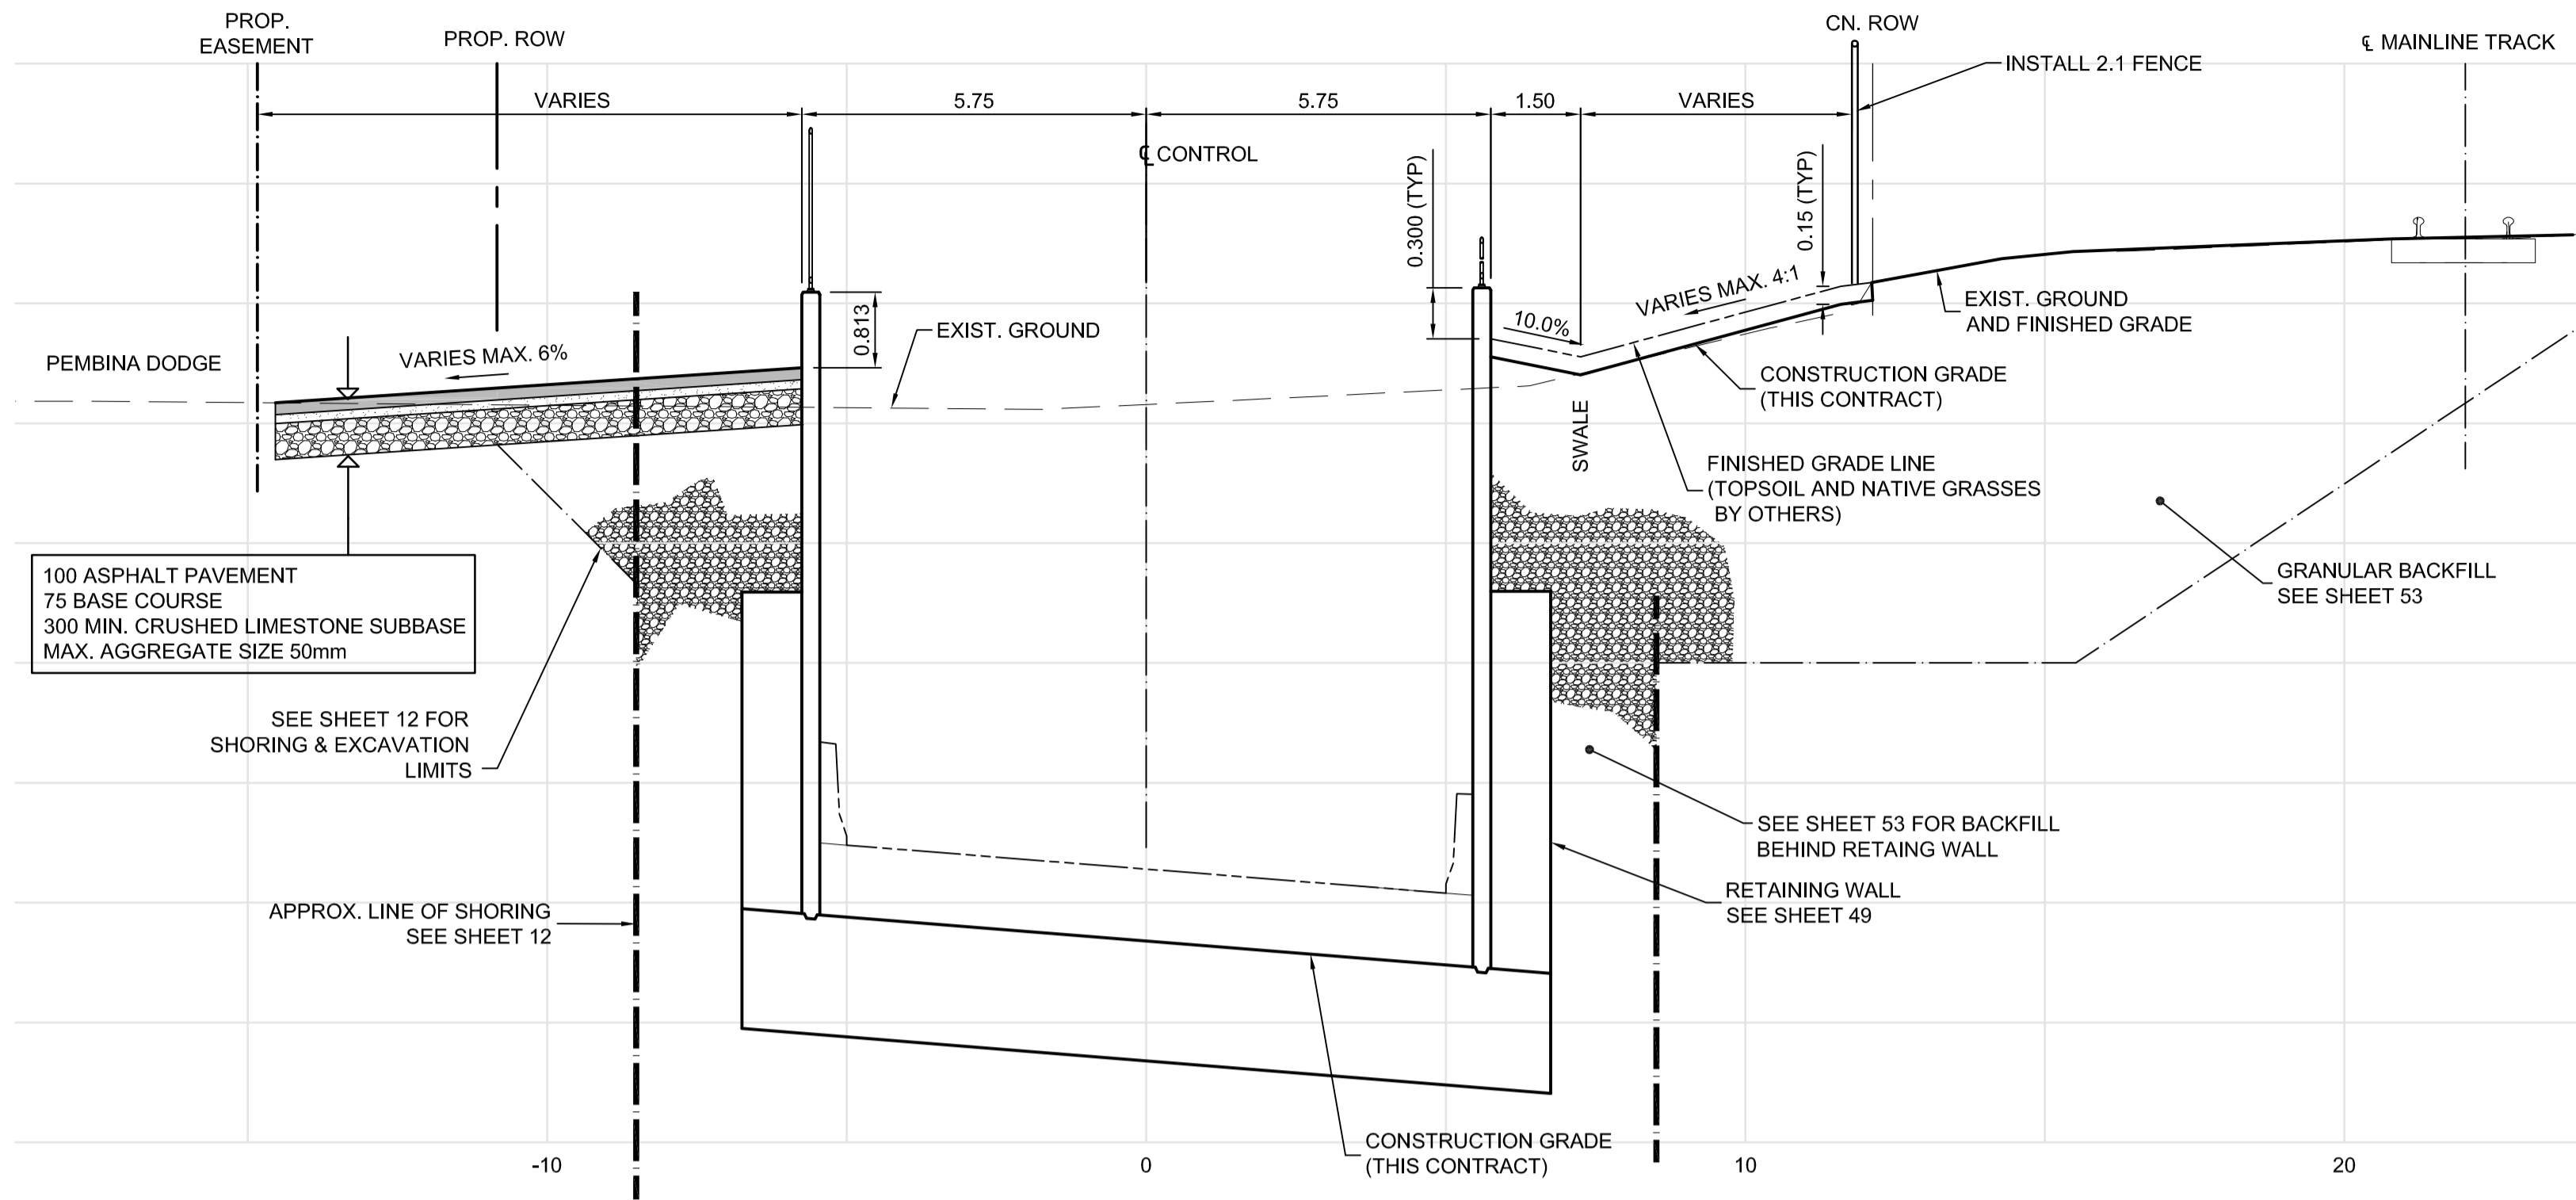 PROP.
EASEMENT
PROP. ROW
CN. ROW
℄ MAINLINE TRACK
INSTALL 2.1 FENCE
VARIES
5.75
5.75
1.50
VARIES
℄ CONTROL
0.300 (TYP)
0.15 (TYP)
VARIES MAX. 4:1
10.0%
0.813
EXIST. GROUND
EXIST. GROUND
AND FINISHED GRADE
PEMBINA DODGE
VARIES MAX. 6%
CONSTRUCTION GRADE
(THIS CONTRACT)
SWALE
FINISHED GRADE LINE
(TOPSOIL AND NATIVE GRASSES
BY OTHERS)
100 ASPHALT PAVEMENT
75 BASE COURSE
300 MIN. CRUSHED LIMESTONE SUBBASE
MAX. AGGREGATE SIZE 50mm
GRANULAR BACKFILL
SEE SHEET 53
SEE SHEET 12 FOR
SHORING & EXCAVATION
LIMITS
SEE SHEET 53 FOR BACKFILL
BEHIND RETAING WALL
RETAINING WALL
SEE SHEET 49
APPROX. LINE OF SHORING
SEE SHEET 12
CONSTRUCTION GRADE
(THIS CONTRACT)
-10
0
10
20